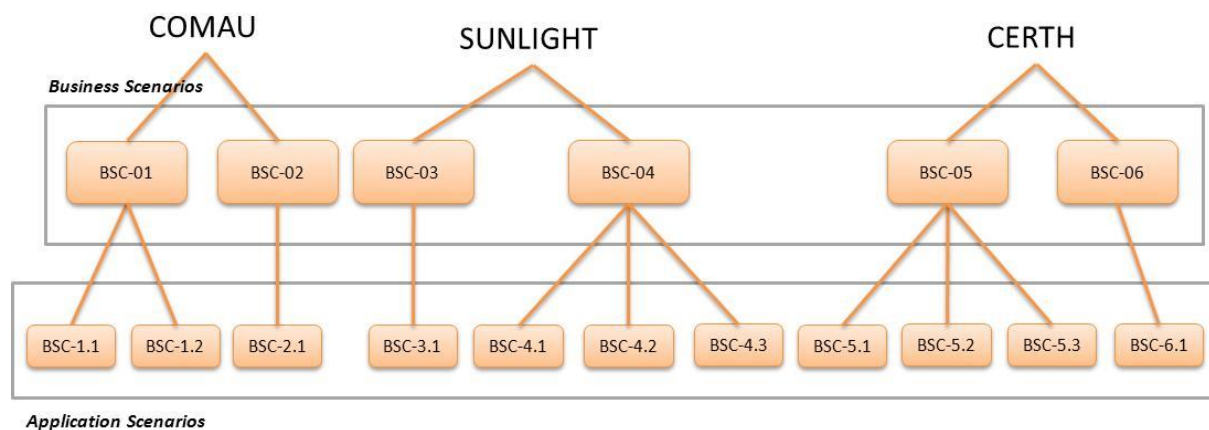 COMAU
SUNLIGHT
CERTH
Business Scenarios
BSC-01
BSC-02
BSC-03
BSC-04
BSC-05
BSC-06
BSC-1.1
BSC-1.2
BSC-2.1
BSC-3.1
BSC-4.1
BSC-4.2
BSC-4.3
BSC-5.1
BSC-5.2
BSC-5.3
BSC-6.1
Application Scenarios